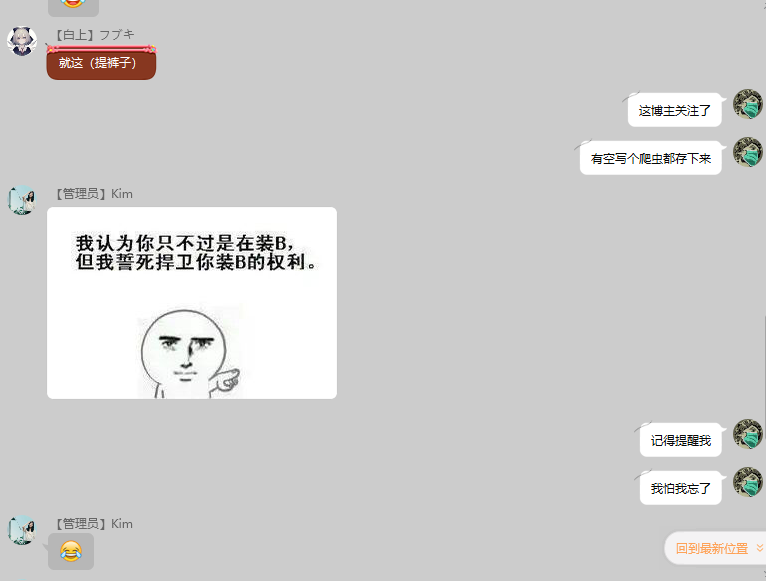 【白上】フブキ
就这（提裤子）
这博主关注了
有空写个爬虫都存下来
【管理员】Kim
我认为你只不过是在装B，
但我誓死捍卫你装B的权利。
记得提醒我
我怕我忘了
【管理员】Kim
回到最新位置